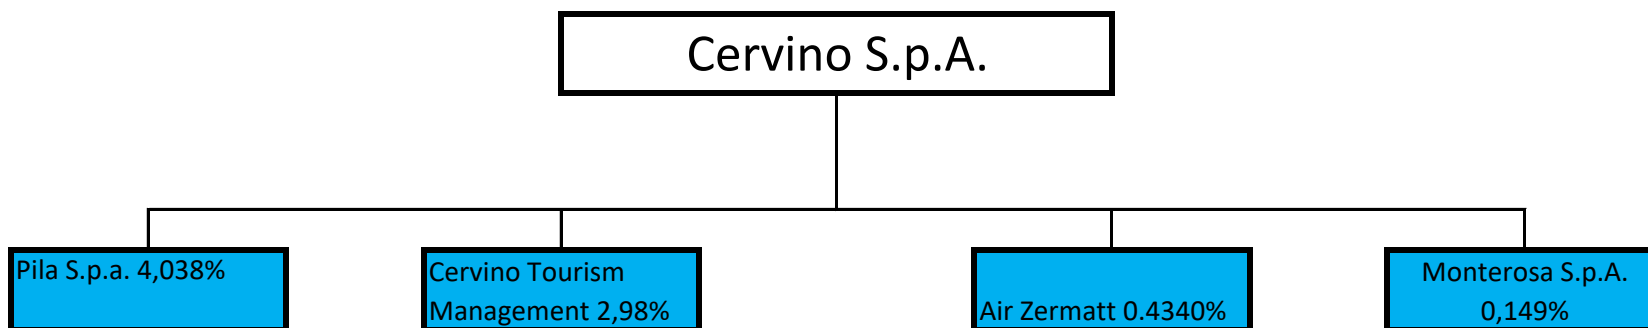 Cervino S.p.A.
Pila S.p.a. 4,038%
Cervino Tourism
Management 2,98%
Air Zermatt 0.4340%
Monterosa S.p.A.
0,149%